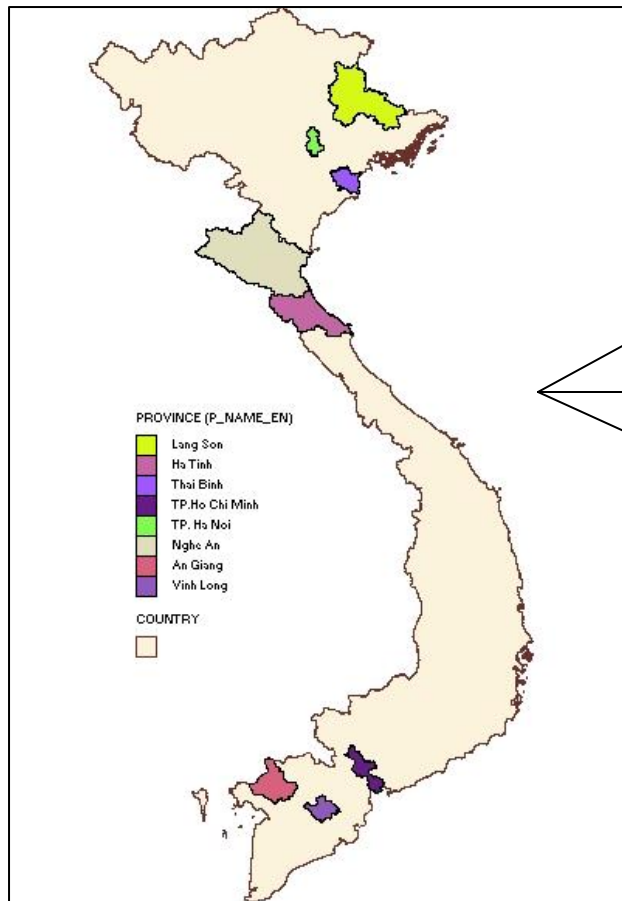 PROVINCE (P_NAME_EN)
Lang Son
Ha Tinh
Thai Binh
TP.Ho Chi Minh
TP. Ha Noi
Nghe An
An Giang
Vinh Long
COUNTRY